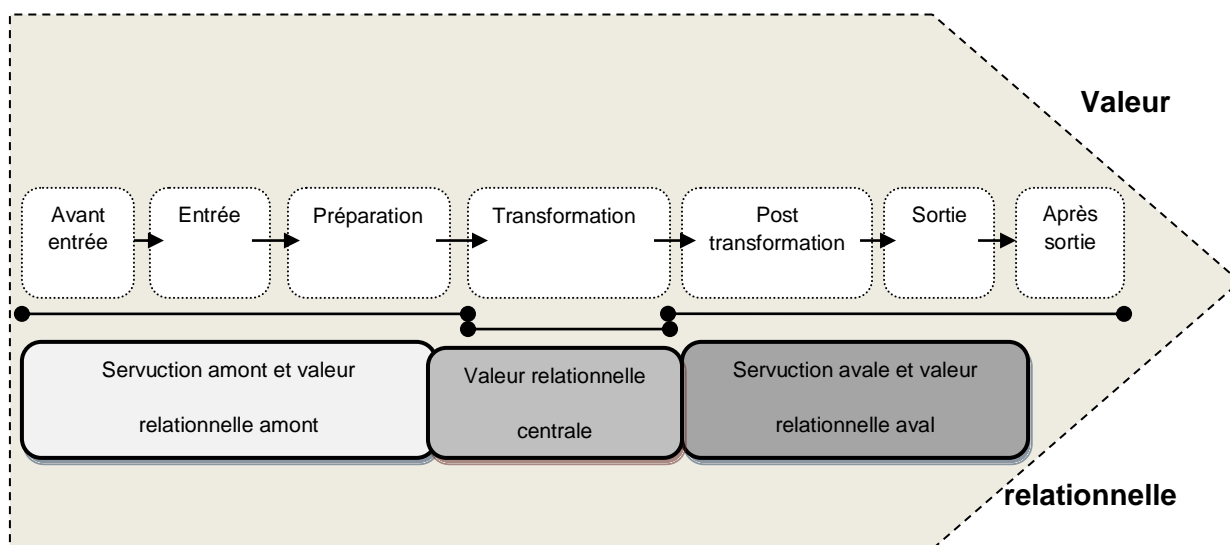 Valeur
Avant
entrée
Entrée
Préparation
Transformation
Post
transformation
Sortie
Après
sortie
Servuction amont et valeur
relationnelle amont
Valeur relationnelle
centrale
Servuction avale et valeur
relationnelle aval
relationnelle